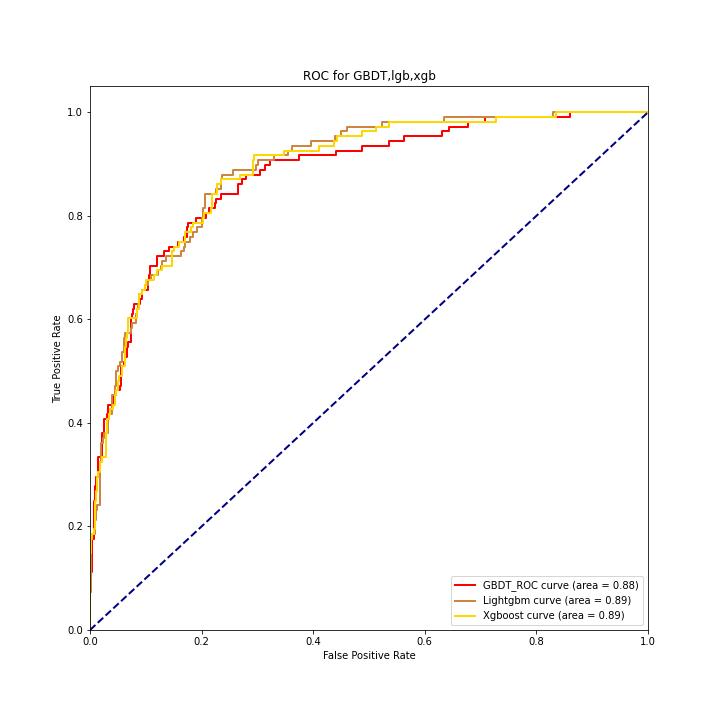 ROC for GBDT,lgb,xgb
True Positive Rate
1.0
0.8
0.6
0.4
0.2
0.0
0.0 0.2 0.4 0.6 0.8 1.0
False Positive Rate
GBDT_ROC curve (area = 0.88)
Lightgbm curve (area = 0.89)
Xgboost curve (area = 0.89)